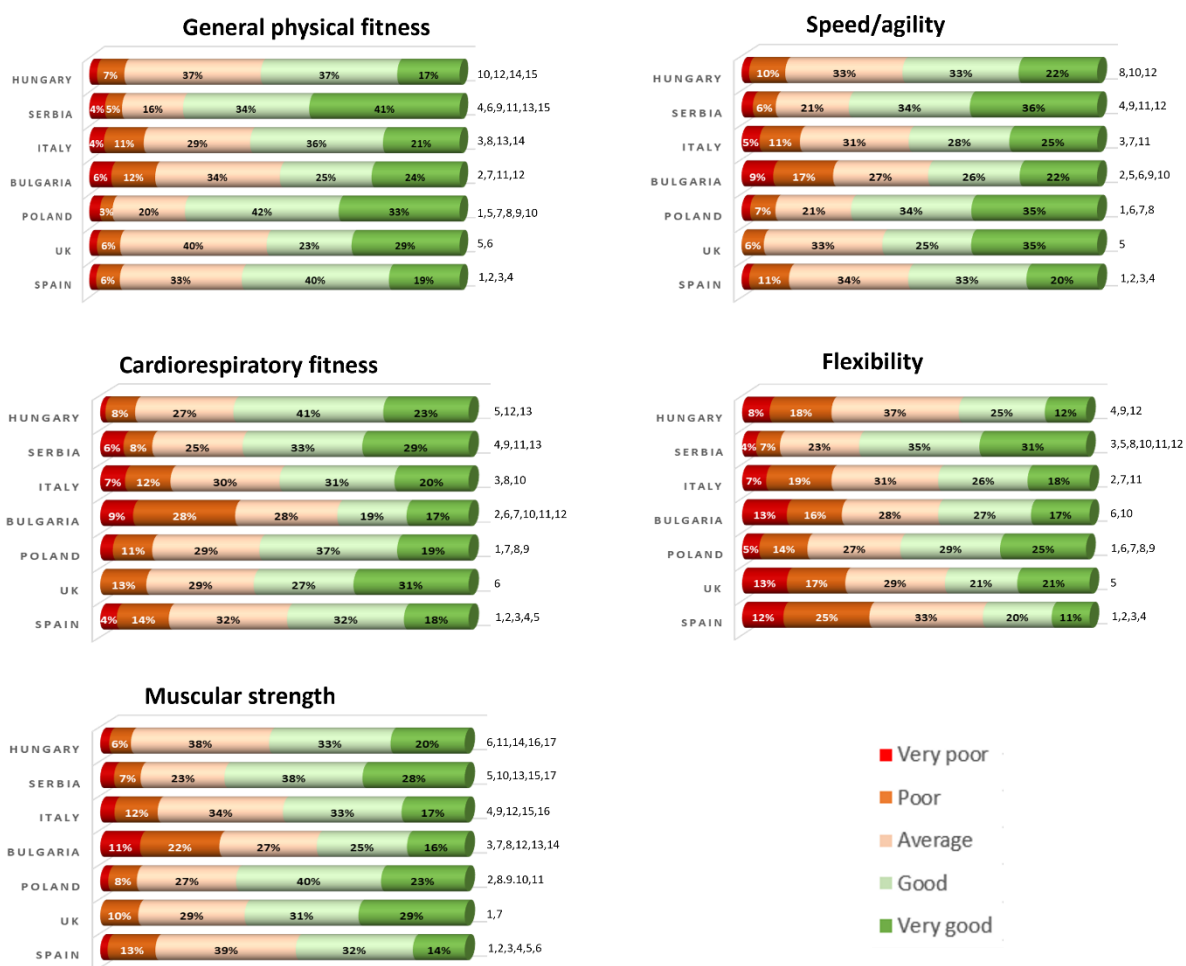 General physical fitness
HUNGARY 7% 37% 37% 17% 10,12,14,15
SERBIA 4% 5% 16% 34% 41% 4,6,9,11,13,15
ITALY 4% 11% 29% 36% 21% 3,8,13,14
BULGARIA 6% 12% 34% 25% 24% 2,7,11,12
POLAND 3% 20% 42% 33% 1,5,7,8,9,10
UK 6% 40% 23% 29% 5,6
SPAIN 6% 33% 40% 19% 1,2,3,4
Speed/agility
HUNGARY 10% 33% 33% 22% 8,10,12
SERBIA 6% 21% 34% 36% 4,9,11,12
ITALY 5% 11% 31% 28% 25% 3,7,11
BULGARIA 9% 17% 27% 26% 22% 2,5,6,9,10
POLAND 7% 21% 34% 35% 1,6,7,8
UK 6% 33% 25% 35% 5
SPAIN 11% 34% 33% 20% 1,2,3,4
Cardiorespiratory fitness
HUNGARY 8% 27% 41% 23% 5,12,13
SERBIA 6% 8% 25% 33% 29% 4,9,11,13
ITALY 7% 12% 30% 31% 20% 3,8,10
BULGARIA 9% 28% 28% 19% 17% 2,6,7,10,11,12
POLAND 11% 29% 37% 19% 1,7,8,9
UK 13% 29% 27% 31% 6
SPAIN 4% 14% 32% 32% 18% 1,2,3,4,5
Flexibility
HUNGARY 8% 18% 37% 25% 12% 4,9,12
SERBIA 4% 7% 23% 35% 31% 3,5,8,10,11,12
ITALY 7% 19% 31% 26% 18% 2,7,11
BULGARIA 13% 16% 28% 27% 17% 6,10
POLAND 5% 14% 27% 29% 25% 1,6,7,8,9
UK 13% 17% 29% 21% 21% 5
SPAIN 12% 25% 33% 20% 11% 1,2,3,4
Muscular strength
HUNGARY 6% 38% 33% 20% 6,11,14,16,17
SERBIA 7% 23% 38% 28% 5,10,13,15,17
ITALY 12% 34% 33% 17% 4,9,12,15,16
BULGARIA 11% 22% 27% 25% 16% 3,7,8,12,13,14
POLAND 8% 27% 40% 23% 2,8.9.10,11
UK 10% 29% 31% 29% 1,7
SPAIN 13% 39% 32% 14% 1,2,3,4,5,6
Very poor
Poor
Average
Good
Very good